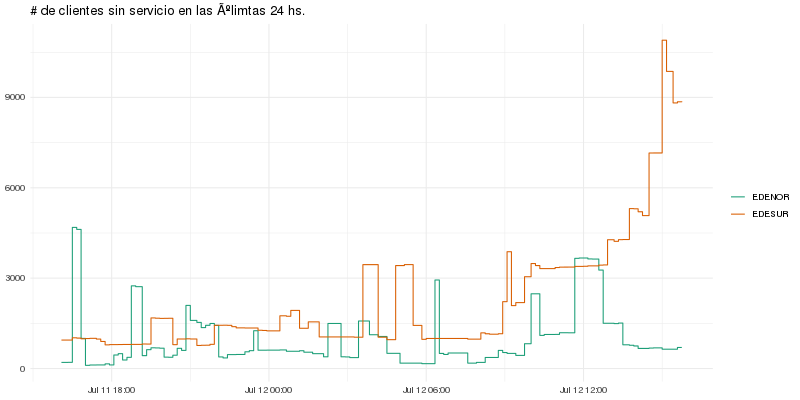 # de clientes sin servicio en las Ãºlimtas 24 hs.
9000
6000
3000
0
Jul 11 18:00
Jul 12 00:00
Jul 12 06:00
Jul 12 12:00
EDENOR
EDESUR